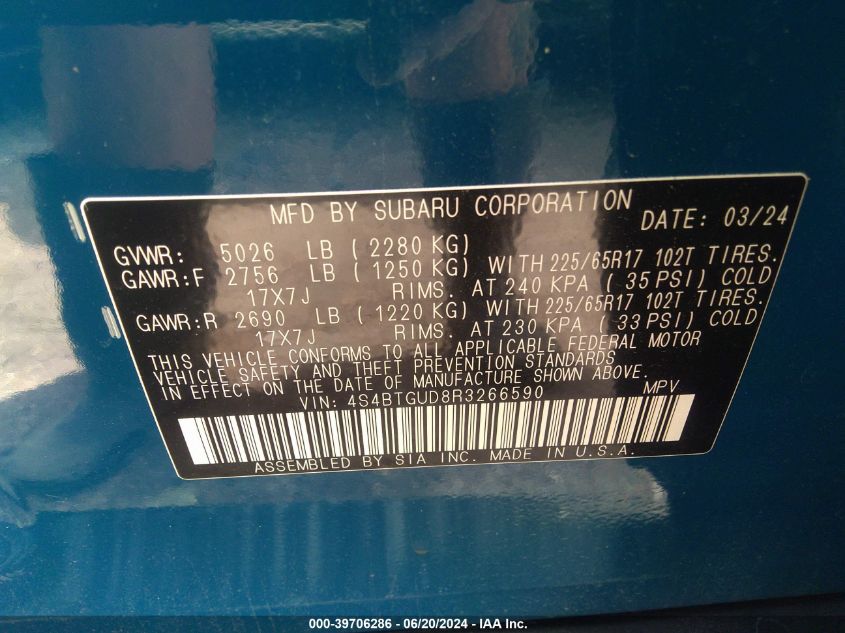 MFD BY SUBARU CORPORATION DATE: 03/24
GVWR: 5026 LB ( 2280 KG)
GAWR:F 2756 LB ( 1250 KG) WITH 225/65R17 102T TIRES.
17X7J RIMS. AT 240 KPA ( 35 PSI) COLD
GAWR:R 2690 LB ( 1220 KG) WITH 225/65R17 102T TIRES.
17X7J RIMS. AT 230 KPA ( 33 PSI) COLD
THIS VEHICLE CONFORMS TO ALL APPLICABLE FEDERAL MOTOR
VEHICLE SAFETY AND THEFT PREVENTION STANDARDS
IN EFFECT ON THE DATE OF MANUFACTURE SHOWN ABOVE.
VIN: 4S4BTGUD8R3266590 MPV
ASSEMBLED BY SIA INC. MADE IN U.S.A.
000-39706286 - 06/20/2024 - IAA Inc.